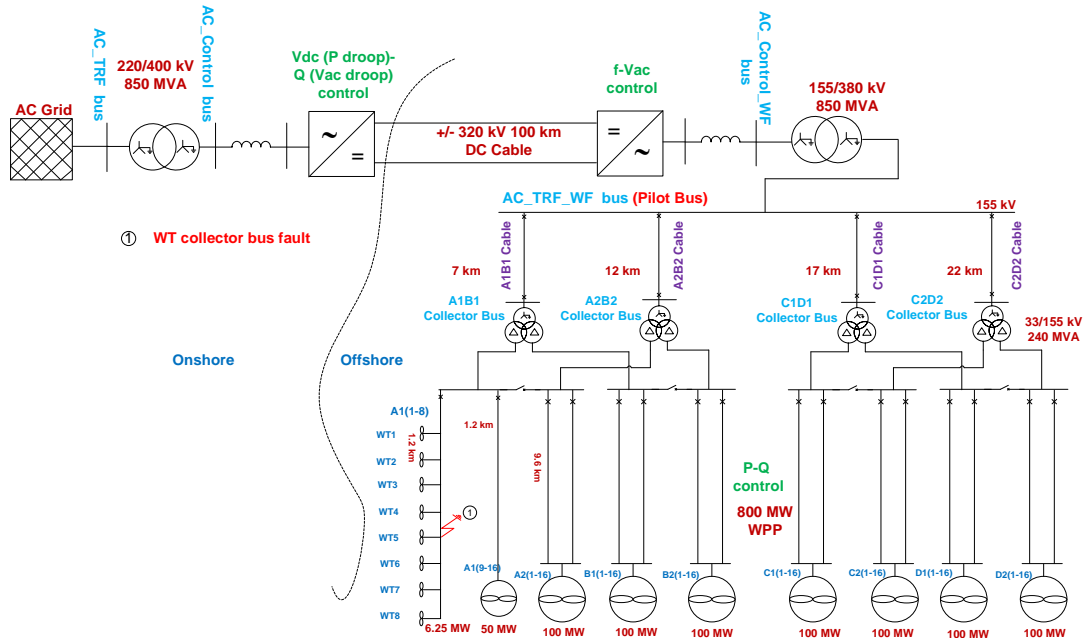 AC_TRF bus
AC_Control bus
220/400 kV
850 MVA
AC Grid
Vdc (P droop)-
Q (Vac droop)
control
~
=
+/- 320 kV 100 km
DC Cable
f-Vac
control
=
~
AC_Control_WF
bus
155/380 kV
850 MVA
AC_TRF_WF bus (Pilot Bus)
155 kV
1 WT collector bus fault
7 km
A1B1 Cable
12 km
A2B2 Cable
17 km
C1D1 Cable
22 km
C2D2 Cable
A1B1
Collector Bus
A2B2
Collector Bus
C1D1
Collector Bus
C2D2
Collector Bus
33/155 kV
240 MVA
Onshore
Offshore
A1(1-8)
1.2 km
1.2 km
9.6 km
WT1
WT2
WT3
WT4
WT5
WT6
WT7
WT8
1
P-Q
control
800 MW
WPP
A1(9-16)
A2(1-16)
B1(1-16)
B2(1-16)
C1(1-16)
C2(1-16)
D1(1-16)
D2(1-16)
6.25 MW
50 MW
100 MW
100 MW
100 MW
100 MW
100 MW
100 MW
100 MW